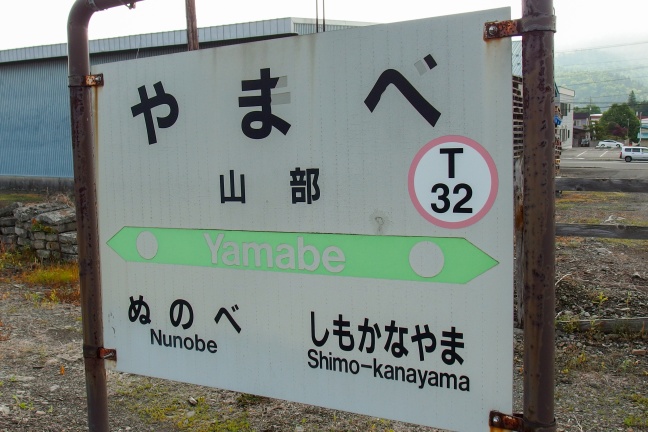 やまべ
山部
T
32
Yamabe
ぬのべ
Nunobe
しもかなやま
Shimo-kanayama